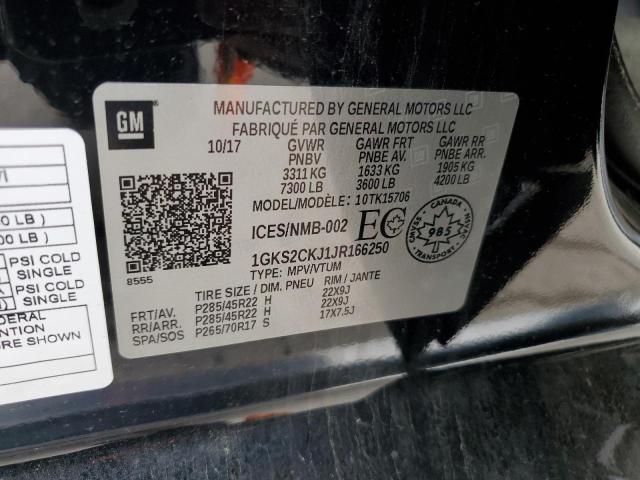 GM
MANUFACTURED BY GENERAL MOTORS LLC
FABRIQUÉ PAR GENERAL MOTORS LLC
10/17 GVWR GAWR FRT GAWR RR
PNBV PNBE AV. PNBE ARR.
3311 KG 1633 KG 1905 KG
7300 LB 3600 LB 4200 LB
MODEL/MODÈLE: 10TK15706
ICES/NMB-002 EC CANADA 985
1GKS2CKJ1JR166250
8555
TYPE: MPV/VTUM
TIRE SIZE / DIM. PNEU RIM / JANTE
FRT/AV. P285/45R22 H 22X9J
RR/ARR. P285/45R22 H 22X9J
SPA/SOS P265/70R17 S 17X7.5J
LB )
00 LB )
PSI COLD
SINGLE
PSI COLD
SINGLE
DERAL
ENTION
RE SHOWN